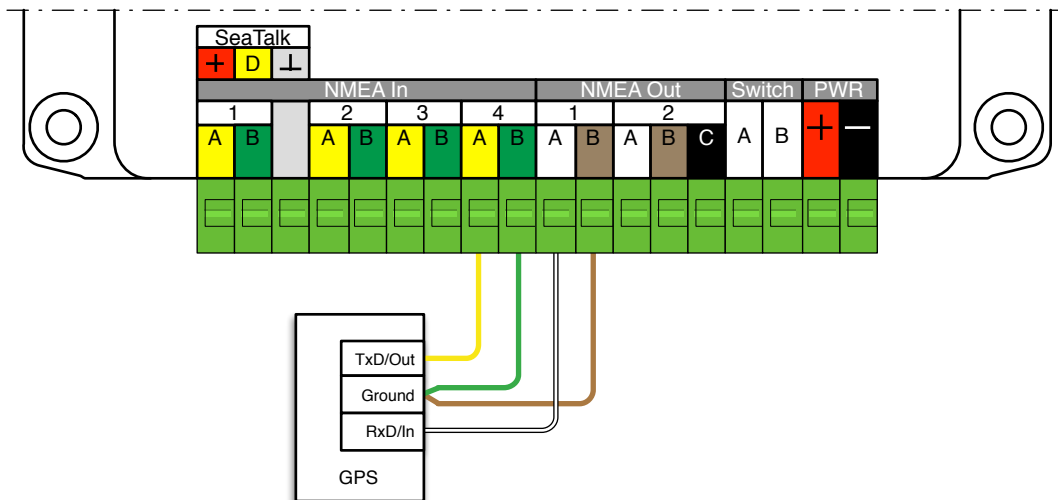 SeaTalk
+ D ⊥
NMEA In NMEA Out Switch PWR
1 2 3 4 1 2 + −
A B A B A B A B A B A B C A B
TxD/Out
Ground
RxD/In
GPS